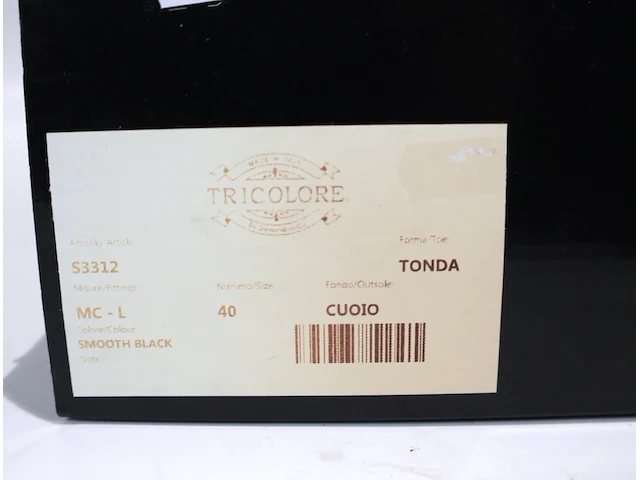 MADE IN ITALY
TRICOLORE
Articolo/Article
Forma/Toe:
S3312
TONDA
Misure/Fittings
Numero/Size:
Fondo/Outsole:
MC - L
40
CUOIO
Colore/Colour
SMOOTH BLACK
Note